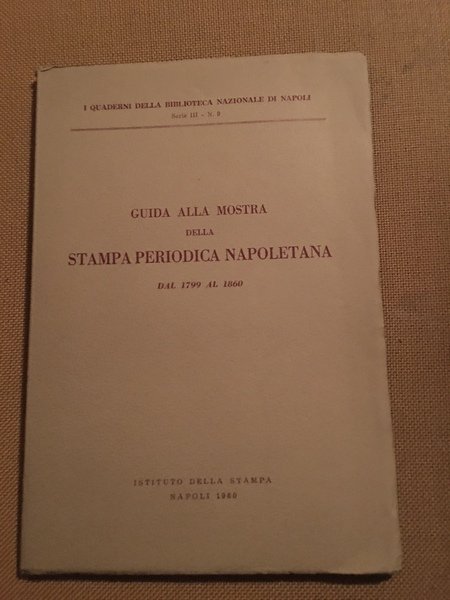 I QUADERNI DELLA BIBLIOTECA NAZIONALE DI NAPOLI
Serie III - N. 9
GUIDA ALLA MOSTRA
DELLA
STAMPA PERIODICA NAPOLETANA
DAL 1799 AL 1860
ISTITUTO DELLA STAMPA
NAPOLI 1960